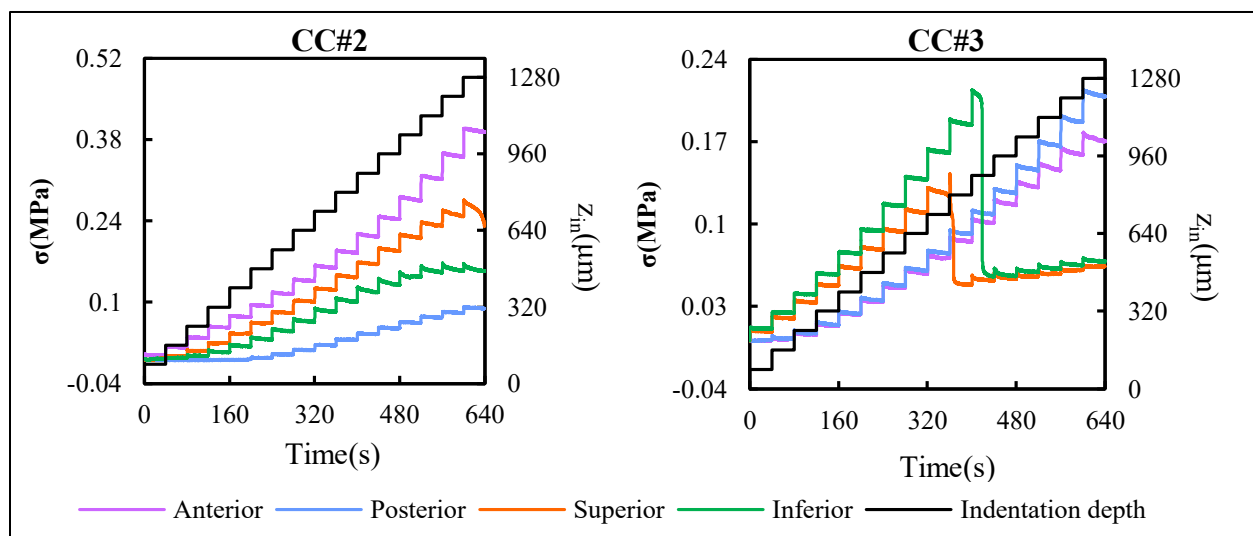 CC#2
0.52
0.38
0.24
0.1
-0.04
σ(MPa)
1280
960
640
320
0
Z_in(μm)
0 160 320 480 640
Time(s)
CC#3
0.24
0.17
0.1
0.03
-0.04
σ(MPa)
1280
960
640
320
0
Z_in(μm)
0 160 320 480 640
Time(s)
Anterior Posterior Superior Inferior Indentation depth